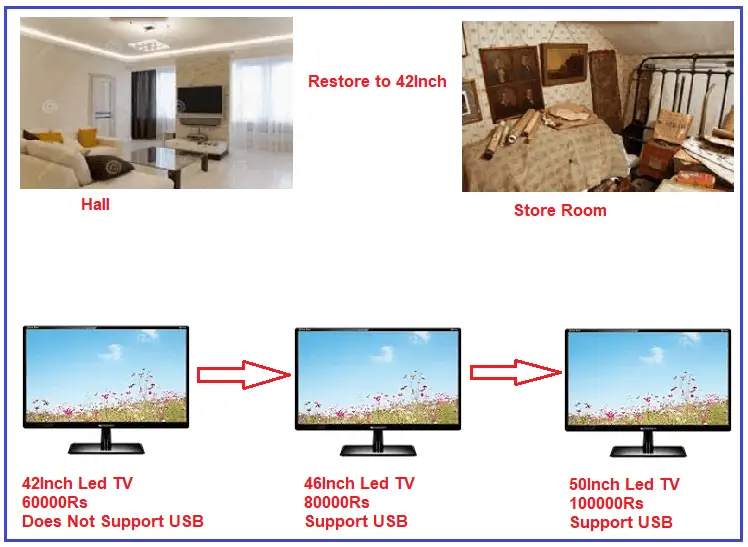 Restore to 42Inch
Hall
Store Room
42Inch Led TV
60000Rs
Does Not Support USB
46Inch Led TV
80000Rs
Support USB
50Inch Led TV
100000Rs
Support USB